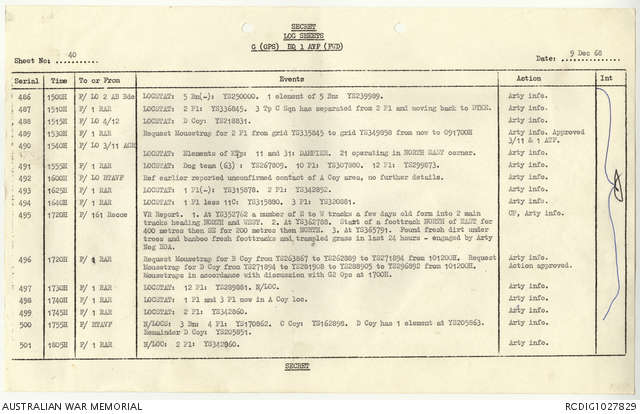 SECRET
LOG SHEETS
G (OPS) HQ 1 ATF (FWD)
Sheet No: 40
Date: 9 Dec 68
Serial Time To or From Events Action Int
486 1500H F/ LO 2 AB Bde LOCSTAT: 5 Bn(-): YS250000. 1 element of 5 Bn: YS239989. Arty info.
487 1510H F/ 1 RAR LOCSTAT: 2 Pl: YS336845. 3 Tp C Sqn has separated from 2 Pl and moving back to DYKE. Arty info.
488 1515H F/ LO 4/12 LOCSTAT: D Coy: YS218831. Arty info.
489 1530H F/ 1 RAR Request Mousetrap for 2 Pl from grid YS335845 to grid YS349858 from now to 091700H Arty info. Approved
3/11 & 1 ATF.
490 1540H F/ LO 3/11 ACR LOCSTAT: Elements of KTp: 11 and 31: DAMPIER. 21 operating in NORTH EAST corner. Arty info.
491 1555H F/ 1 RAR LOCSTAT: Dog team (63): YS267809. 10 Pl: YS307880. 12 Pl: YS299873. Arty info.
492 1600H F/ LO RTAVF Ref earlier reported unconfirmed contact of A Coy area, no further details. Arty info.
493 1625H F/ 1 RAR LOCSTAT: 1 Pl(-): YS315878. 2 Pl: YS342852. Arty info.
494 1640H F/ 1 RAR LOCSTAT: 1 Pl less 11C: YS315880. 3 Pl: YS320881. Arty info.
495 1720H F/ 161 Recce VR Report. 1. At YS352762 a number of E to W tracks a few days old form into 2 main CP, Arty info.
tracks heading NORTH and WEST. 2. At YS362788. Start of a foottrack NORTH of EAST for
400 metres then SE for 200 metres then NORTH. 3. At YS365791. Found fresh dirt under
trees and bamboo fresh foottracks and trampled grass in last 24 hours - engaged by Arty
Neg BDA.
496 1720H F/ 1 RAR Request Mousetrap for B Coy from YS263867 to YS262889 to YS271894 from 101200H. Request Arty info.
Mousetrap for D Coy from YS271894 to YS281908 to YS288905 to YS296892 from 101200H. Action approved.
Mousetraps in accordance with discussion with G2 Ops at 1700H.
497 1730H F/ 1 RAR LOCSTAT: 12 Pl: YS289881. N/LOC. Arty info.
498 1740H F/ 1 RAR LOCSTAT: 1 Pl and 3 Pl now in A Coy loc. Arty info.
499 1745H F/ 1 RAR LOCSTAT: 2 Pl: YS342860. Arty info.
500 1755H F/ RTAVF N/LOCS: 3 Bn: 4 Pl: YS170862. C Coy: YS162898. D Coy has 1 element at YS205863. Arty info.
Remainder D Coy: YS205851.
501 1805H F/ 1 RAR N/LOC: 2 Pl: YS342860. Arty info.
SECRET
AUSTRALIAN WAR MEMORIAL RCDIG1027829